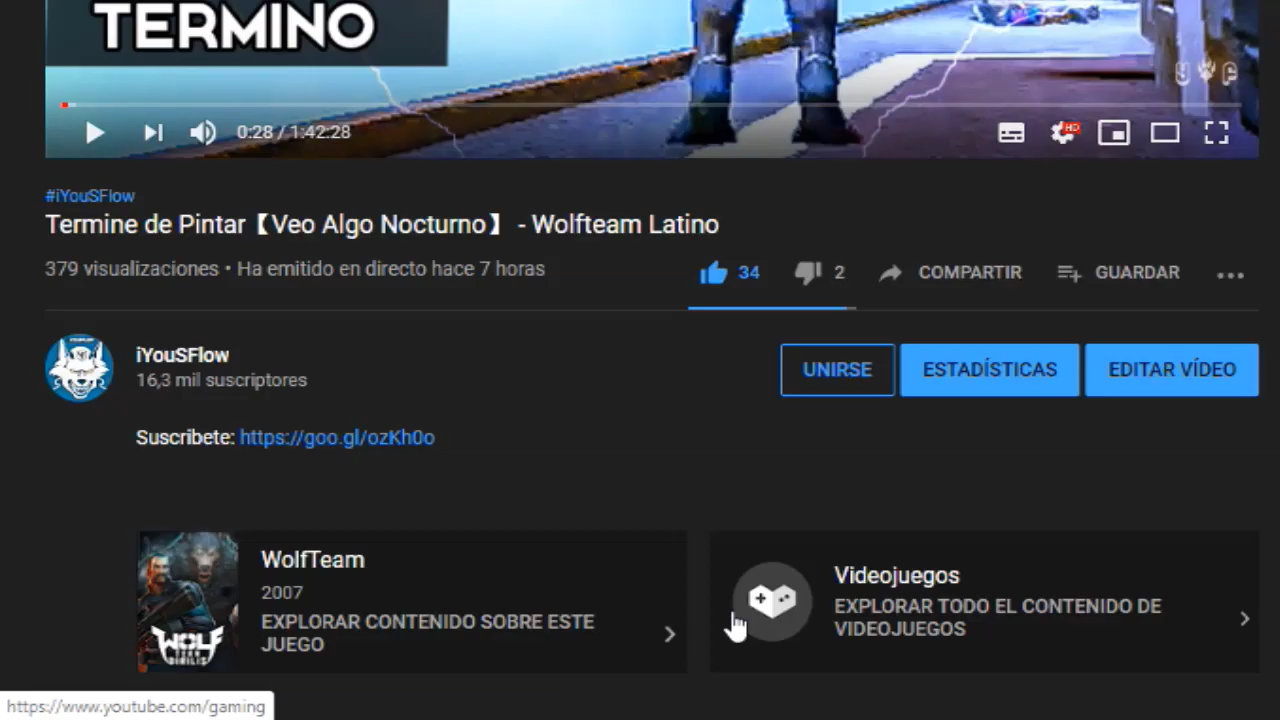 TERMINO
0:28 / 1:42:28
HD
#iYouSFlow
Termine de Pintar【Veo Algo Nocturno】 - Wolfteam Latino
379 visualizaciones • Ha emitido en directo hace 7 horas
34
2
COMPARTIR
GUARDAR
iYouSFlow
16,3 mil suscriptores
UNIRSE
ESTADÍSTICAS
EDITAR VÍDEO
Suscribete: https://goo.gl/ozKh0o
WolfTeam
2007
EXPLORAR CONTENIDO SOBRE ESTE
JUEGO
WOLF
Videojuegos
EXPLORAR TODO EL CONTENIDO DE
VIDEOJUEGOS
https://www.youtube.com/gaming